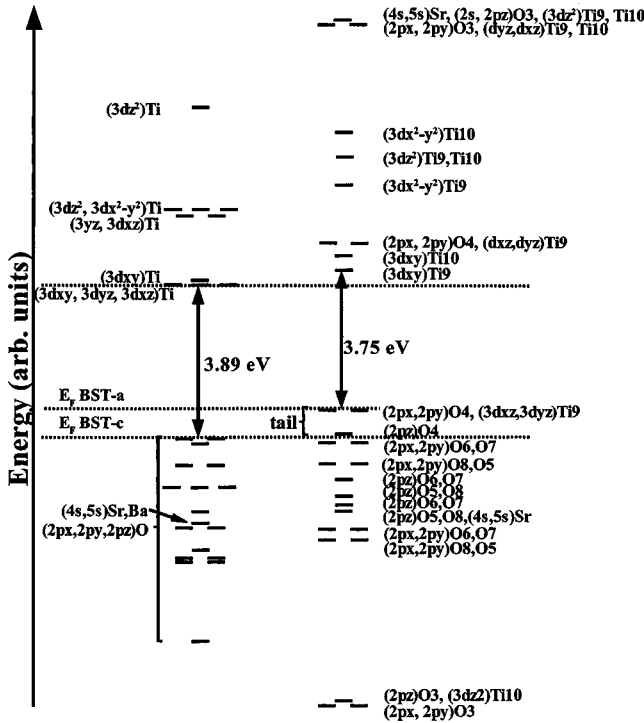 (4s,5s)Sr, (2s, 2pz)O3, (3dz²)Ti9, Ti10
(2px, 2py)O3, (dyz,dxz)Ti9, Ti10
(3dz²)Ti
(3dx²-y²)Ti10
(3dz²)Ti9,Ti10
(3dx²-y²)Ti9
(3dz², 3dx²-y²)Ti
(3yz, 3dxz)Ti
(2px, 2py)O4, (dxz,dyz)Ti9
(3dxy)Ti10
(3dxy)Ti9
(3dxy)Ti
(3dxy, 3dyz, 3dxz)Ti
Energy (arb. units)
3.89 eV
3.75 eV
E_F BST-a
E_F BST-c
tail
(2px,2py)O4, (3dxz,3dyz)Ti9
(2pz)O4
(2px,2py)O6,O7
(2px,2py)O8,O5
(2pz)O6,O7
(2pz)O5,O8
(2pz)O6,O7
(2pz)O5,O8,(4s,5s)Sr
(2px,2py)O6,O7
(2px,2py)O8,O5
(4s,5s)Sr,Ba
(2px,2py,2pz)O
(2pz)O3, (3dz2)Ti10
(2px, 2py)O3